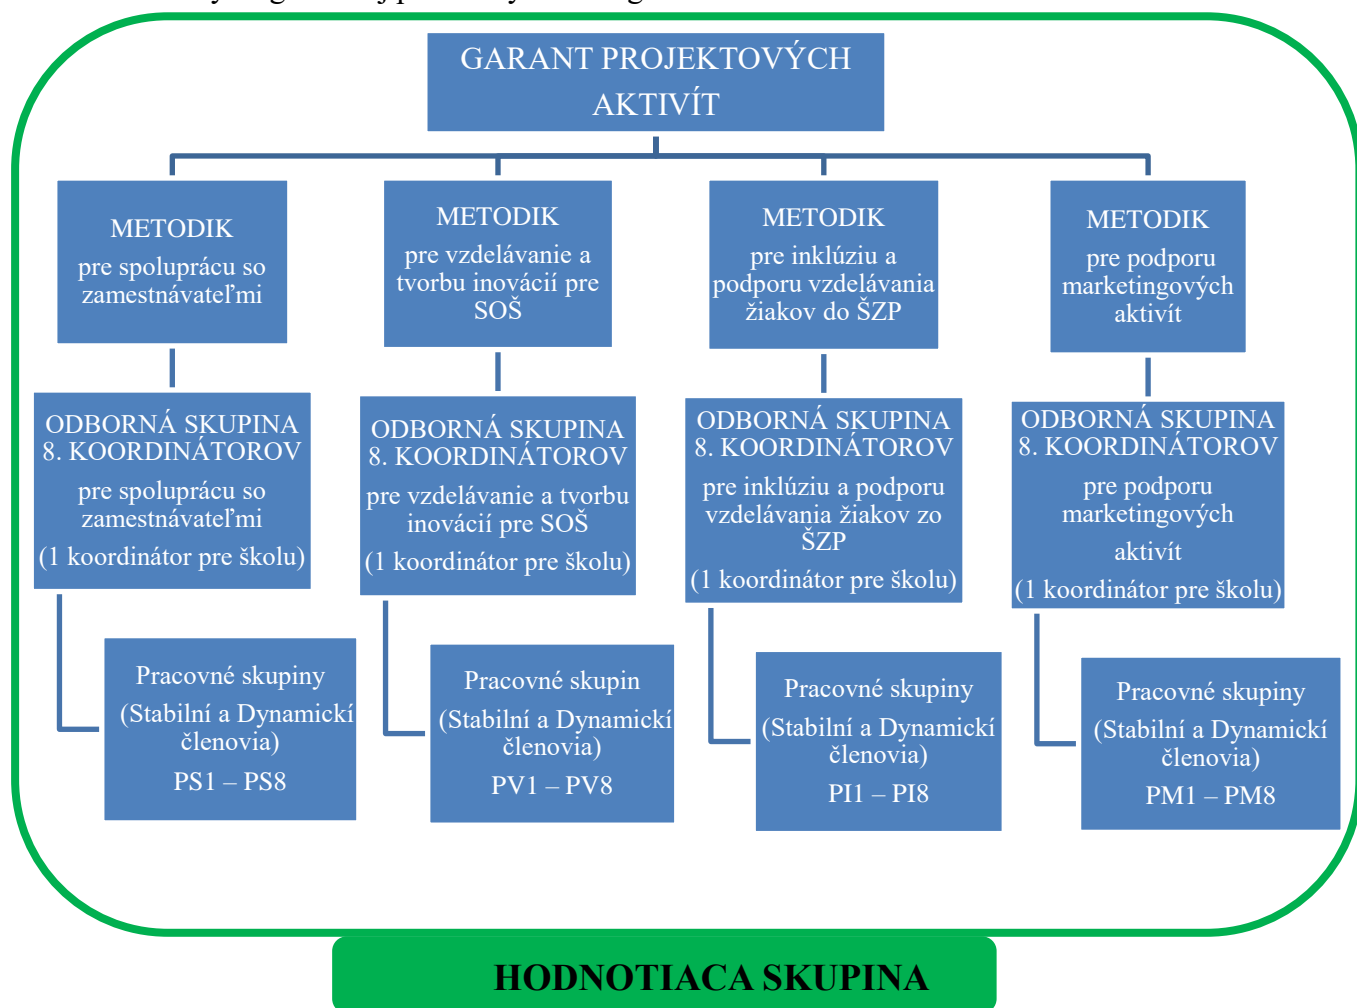 GARANT PROJEKTOVÝCH
AKTIVÍT
METODIK
pre spoluprácu so
zamestnávateľmi
METODIK
pre vzdelávanie a
tvorbu inovácií pre
SOŠ
METODIK
pre inklúziu a
podporu vzdelávania
žiakov do ŠZP
METODIK
pre podporu
marketingových
aktivít
ODBORNÁ SKUPINA
8. KOORDINÁTOROV
pre spoluprácu so
zamestnávateľmi
(1 koordinátor pre školu)
ODBORNÁ SKUPINA
8. KOORDINÁTOROV
pre vzdelávanie a tvorbu
inovácií pre SOŠ
(1 koordinátor pre školu)
ODBORNÁ SKUPINA
8. KOORDINÁTOROV
pre inklúziu a podporu
vzdelávania žiakov zo
ŠZP
(1 koordinátor pre školu)
ODBORNÁ SKUPINA
8. KOORDINÁTOROV
pre podporu
marketingových
aktivít
(1 koordinátor pre školu)
Pracovné skupiny
(Stabilní a Dynamickí
členovia)
PS1 – PS8
Pracovné skupin
(Stabilní a Dynamickí
členovia)
PV1 – PV8
Pracovné skupiny
(Stabilní a Dynamickí
členovia)
PI1 – PI8
Pracovné skupiny
(Stabilní a Dynamickí
členovia)
PM1 – PM8
HODNOTIACA SKUPINA